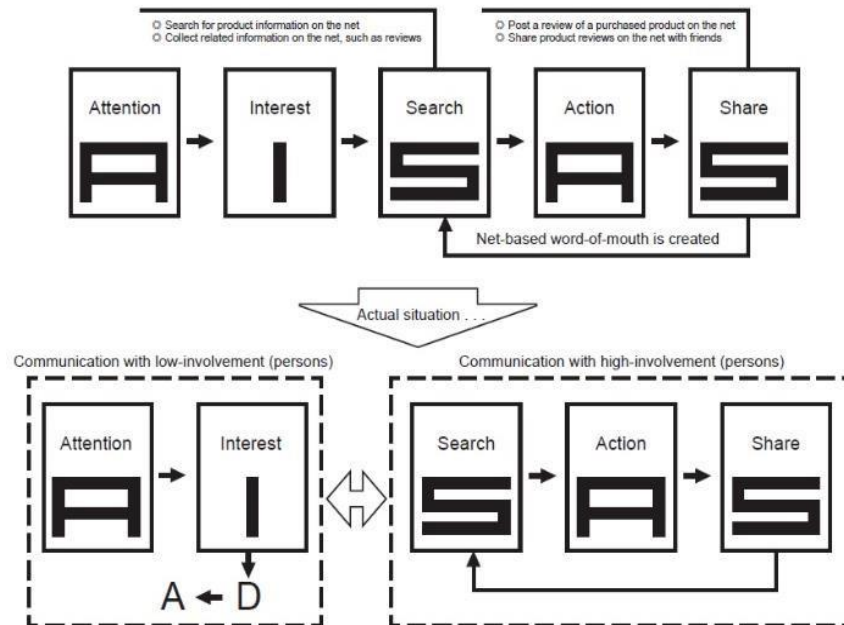 ◎ Search for product information on the net
◎ Collect related information on the net, such as reviews
◎ Post a review of a purchased product on the net
◎ Share product reviews on the net with friends
Attention
A
Interest
I
Search
S
Action
A
Share
S
Net-based word-of-mouth is created
Actual situation . . .
Communication with low-involvement (persons)
Attention
A
Interest
I
A
D
Communication with high-involvement (persons)
Search
S
Action
A
Share
S